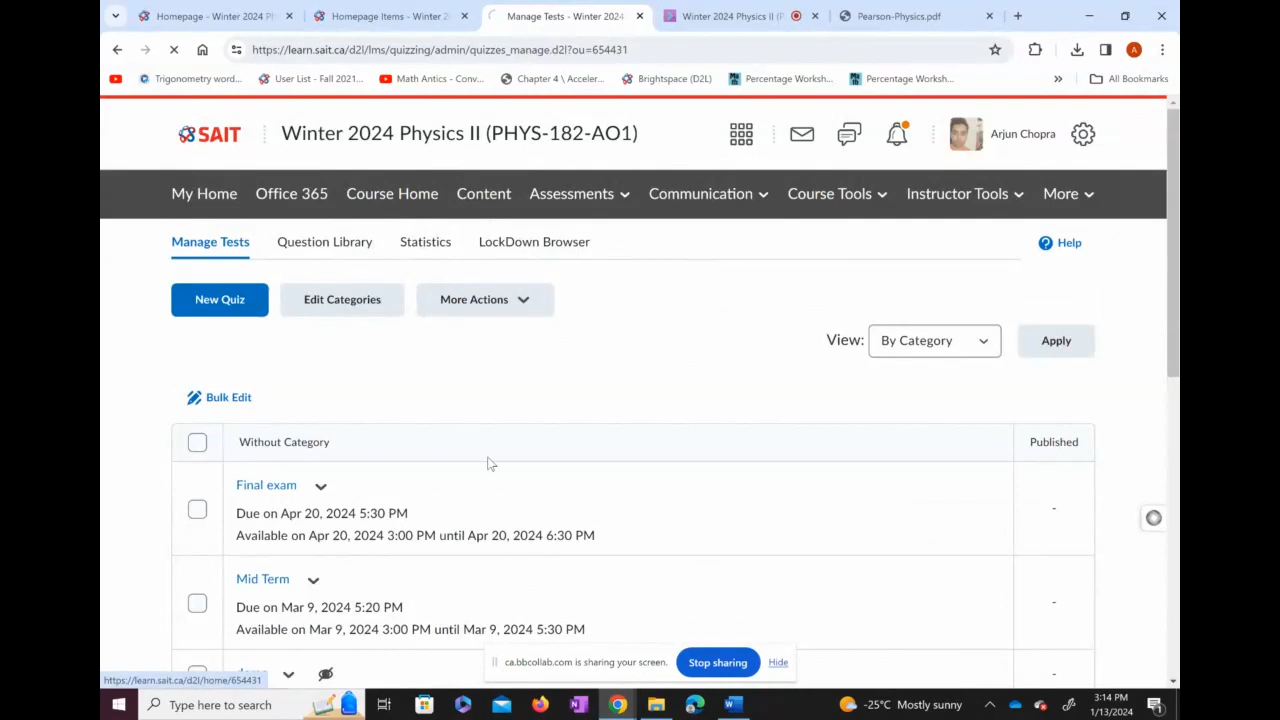 Homepage - Winter 2024 P
Homepage Items - Winter 2
Manage Tests - Winter 2024
Winter 2024 Physics II (P
Pearson-Physics.pdf
https://learn.sait.ca/d2l/lms/quizzing/admin/quizzes_manage.d2l?ou=654431
A
Trigonometry word...
User List - Fall 2021...
Math Antics - Conv...
Chapter 4 \ Acceler...
Brightspace (D2L)
Percentage Worksh...
Percentage Worksh...
All Bookmarks
SAIT
Winter 2024 Physics II (PHYS-182-AO1)
Arjun Chopra
My Home
Office 365
Course Home
Content
Assessments
Communication
Course Tools
Instructor Tools
More
Manage Tests
Question Library
Statistics
LockDown Browser
Help
New Quiz
Edit Categories
More Actions
View:
By Category
Apply
Bulk Edit
Without Category
Published
Final exam
Due on Apr 20, 2024 5:30 PM
Available on Apr 20, 2024 3:00 PM until Apr 20, 2024 6:30 PM
-
Mid Term
Due on Mar 9, 2024 5:20 PM
Available on Mar 9, 2024 3:00 PM until Mar 9, 2024 5:30 PM
-
-
ca.bbcollab.com is sharing your screen.
Stop sharing
Hide
https://learn.sait.ca/d2l/home/654431
Type here to search
-25°C Mostly sunny
3:14 PM
1/13/2024
1